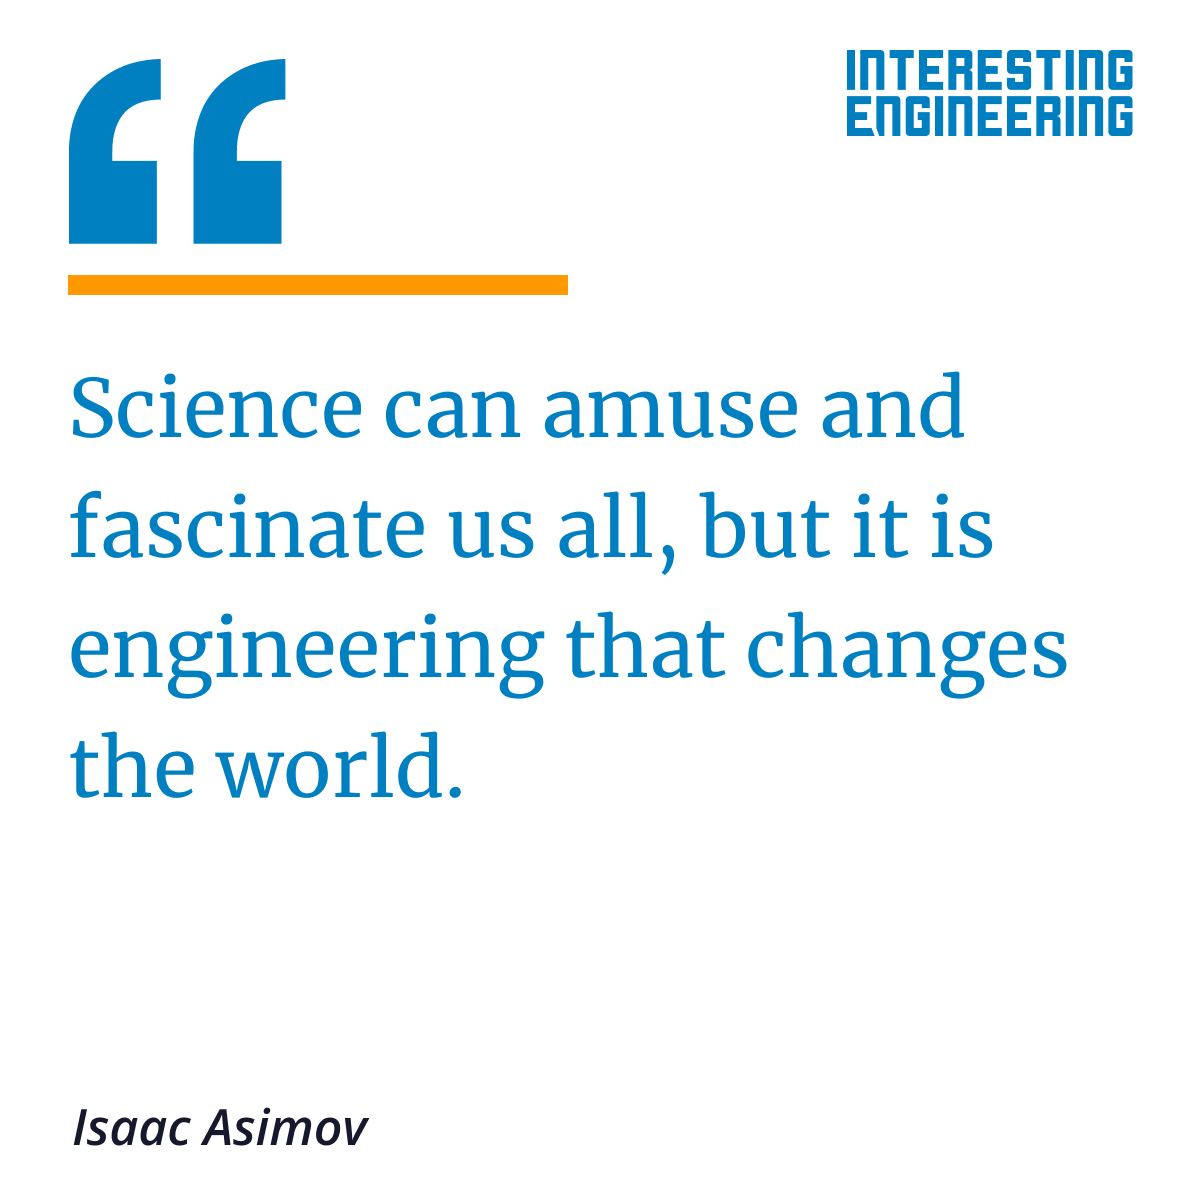 INTERESTING
ENGINEERING
Science can amuse and
fascinate us all, but it is
engineering that changes
the world.
Isaac Asimov